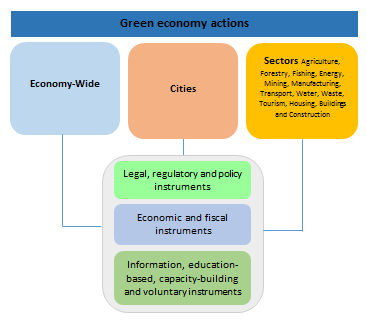 Green economy actions
Economy-Wide
Cities
Sectors Agriculture,
Forestry, Fishing, Energy,
Mining, Manufacturing,
Transport, Water, Waste,
Tourism, Housing, Buildings
and Construction
Legal, regulatory and policy
instruments
Economic and fiscal
instruments
Information, education-
based, capacity-building
and voluntary instruments